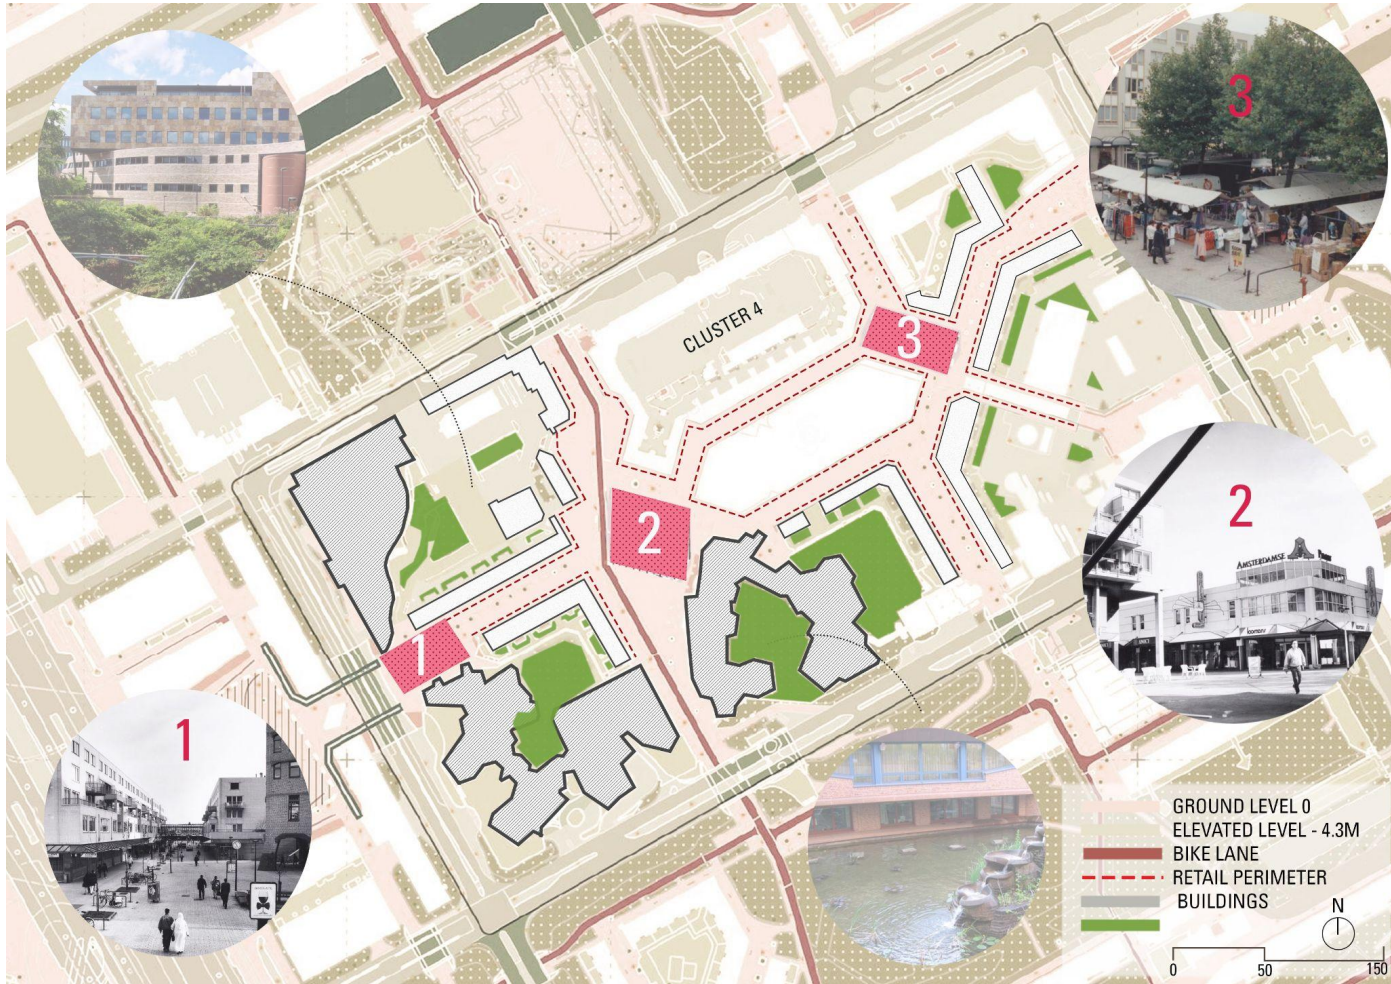 3
CLUSTER 4
3
2
2
AMSTERDAMSE
1
1
GROUND LEVEL 0
ELEVATED LEVEL - 4.3M
BIKE LANE
RETAIL PERIMETER
BUILDINGS
N
0 50 150